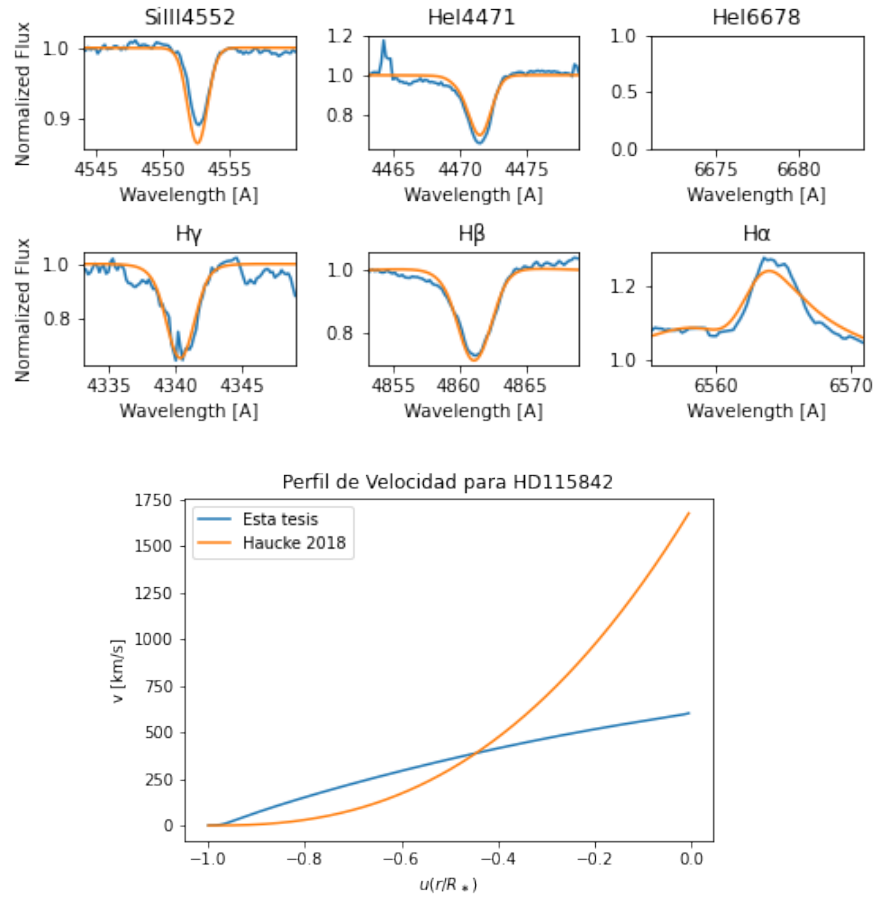 SiIII4552 HeI4471 HeI6678
Normalized Flux
1.0
0.9
4545 4550 4555
Wavelength [A]
1.2
1.0
0.8
4465 4470 4475
Wavelength [A]
1.0
0.5
0.0
6675 6680
Wavelength [A]
Hγ Hβ Hα
Normalized Flux
1.0
0.8
4335 4340 4345
Wavelength [A]
1.0
0.8
4855 4860 4865
Wavelength [A]
1.2
1.0
6560 6570
Wavelength [A]
Perfil de Velocidad para HD115842
Esta tesis
Haucke 2018
v [km/s]
1750
1500
1250
1000
750
500
250
0
−1.0 −0.8 −0.6 −0.4 −0.2 0.0
u(r/R*)